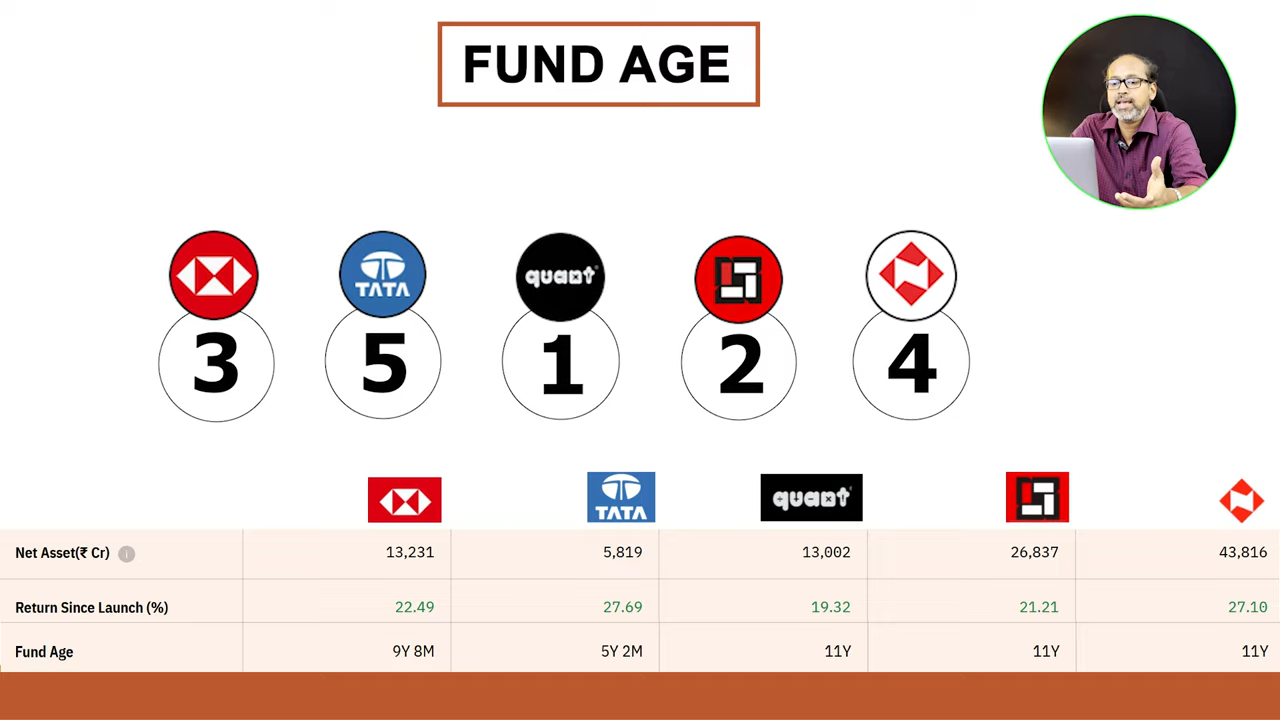 FUND AGE
TATA
quant
3 5 1 2 4
TATA
quant
Net Asset(₹ Cr) i 13,231 5,819 13,002 26,837 43,816
Return Since Launch (%) 22.49 27.69 19.32 21.21 27.10
Fund Age 9Y 8M 5Y 2M 11Y 11Y 11Y